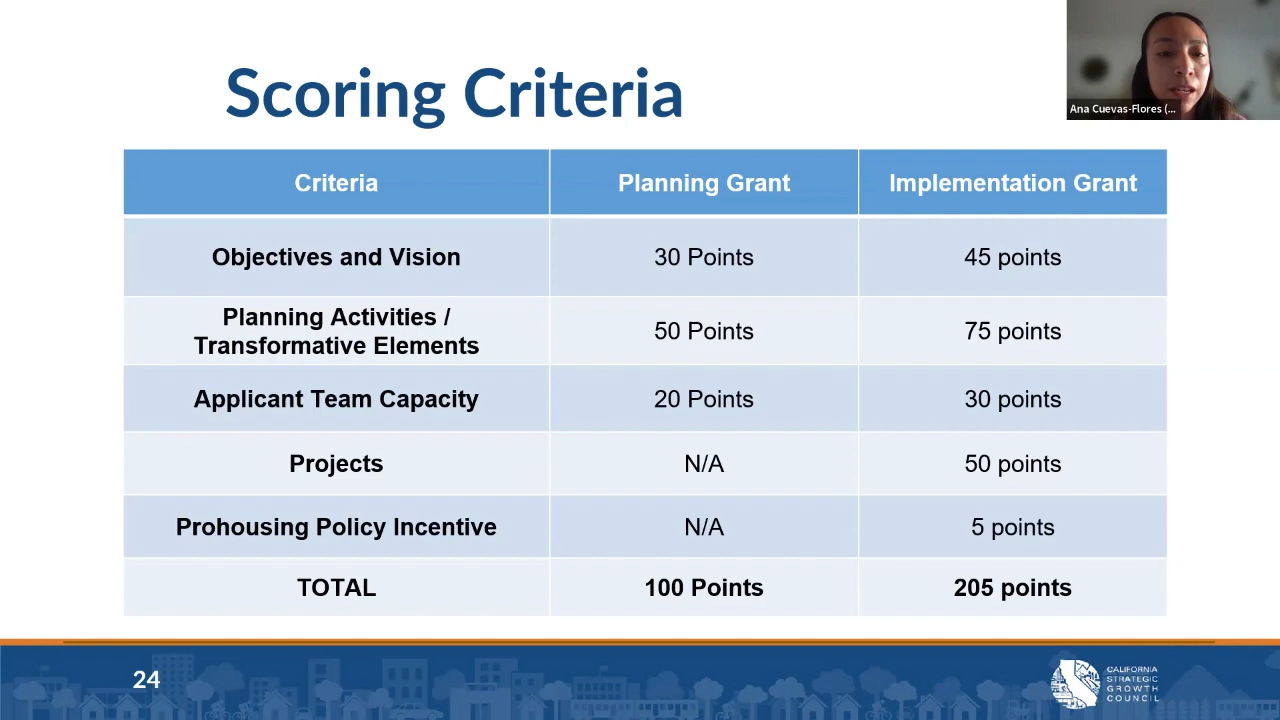 Scoring Criteria
Ana Cuevas-Flores (...
Criteria Planning Grant Implementation Grant
Objectives and Vision 30 Points 45 points
Planning Activities /
Transformative Elements 50 Points 75 points
Applicant Team Capacity 20 Points 30 points
Projects N/A 50 points
Prohousing Policy Incentive N/A 5 points
TOTAL 100 Points 205 points
24
CALIFORNIA
STRATEGIC
GROWTH
COUNCIL